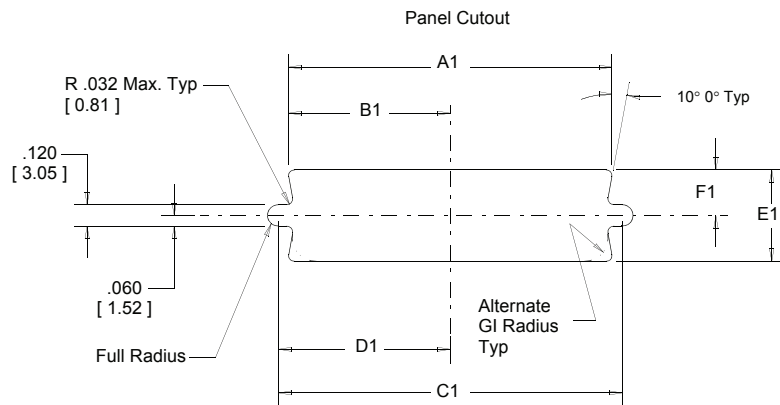 Panel Cutout
A1
R .032 Max. Typ
[ 0.81 ]
B1
10° 0° Typ
.120
[ 3.05 ]
F1
E1
.060
[ 1.52 ]
Alternate
GI Radius
Typ
Full Radius
D1
C1